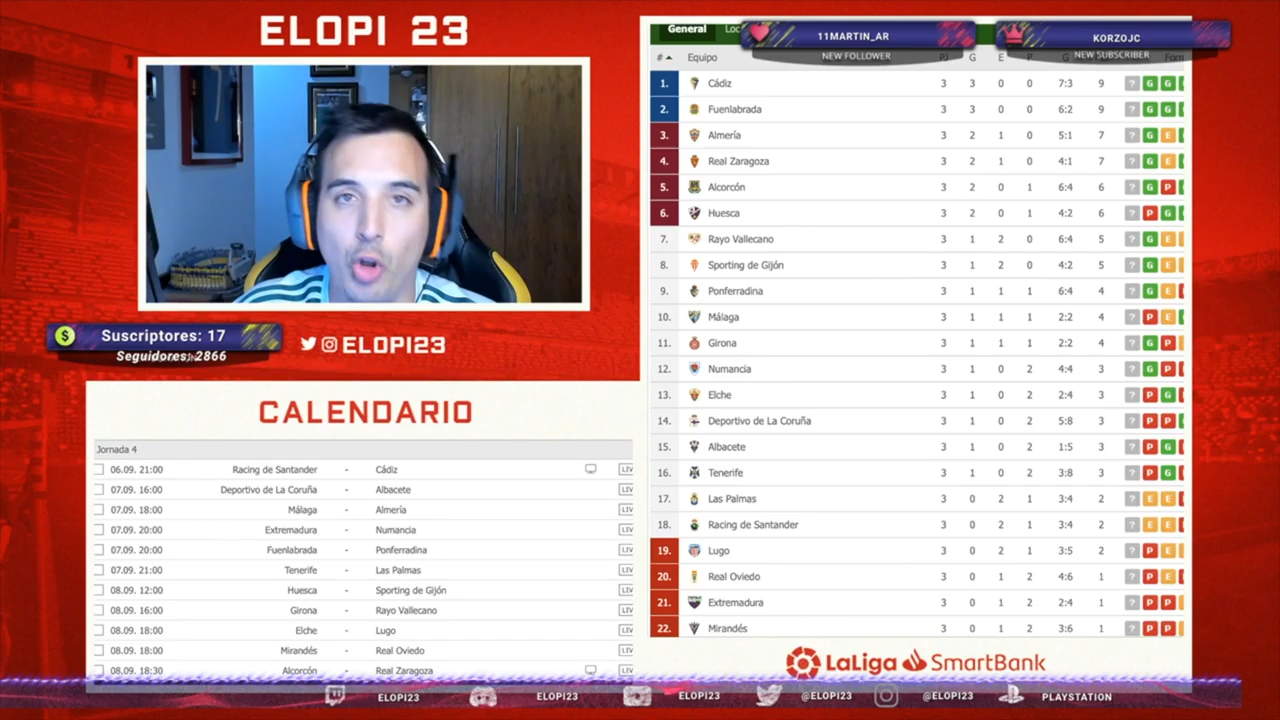 ELOPI 23
11MARTIN_AR
NEW FOLLOWER
KORZOJC
NEW SUBSCRIBER
General Loc
# Equipo PJ G E P G Form
1. Cádiz 3 3 0 0 7:3 9 ? G G
2. Fuenlabrada 3 3 0 0 6:2 9 ? G G
3. Almería 3 2 1 0 5:1 7 ? G E
4. Real Zaragoza 3 2 1 0 4:1 7 ? G E
5. Alcorcón 3 2 0 1 6:4 6 ? G P
6. Huesca 3 2 0 1 4:2 6 ? P G
7. Rayo Vallecano 3 1 2 0 6:4 5 ? G E
8. Sporting de Gijón 3 1 2 0 4:2 5 ? G E
9. Ponferradina 3 1 1 1 6:4 4 ? G E
10. Málaga 3 1 1 1 2:2 4 ? P E
11. Girona 3 1 1 1 2:2 4 ? G P
12. Numancia 3 1 0 2 4:4 3 ? G P
13. Elche 3 1 0 2 2:4 3 ? P G
14. Deportivo de La Coruña 3 1 0 2 5:8 3 ? P P
15. Albacete 3 1 0 2 1:5 3 ? P G
16. Tenerife 3 1 0 2 3:8 3 ? P G
17. Las Palmas 3 0 2 1 3:4 2 ? E E
18. Racing de Santander 3 0 2 1 3:4 2 ? E E
19. Lugo 3 0 2 1 3:5 2 ? P E
20. Real Oviedo 3 0 1 2 4:6 1 ? P E
21. Extremadura 3 0 1 2 2:4 1 ? P P
22. Mirandés 3 0 1 2 3:6 1 ? P P
LaLiga SmartBank
$ Suscriptores: 17
Seguidores: 2866
ELOPI23
CALENDARIO
Jornada 4
06.09. 21:00 Racing de Santander - Cádiz LIV
07.09. 16:00 Deportivo de La Coruña - Albacete LIV
07.09. 18:00 Málaga - Almería LIV
07.09. 20:00 Extremadura - Numancia LIV
07.09. 20:00 Fuenlabrada - Ponferradina LIV
07.09. 21:00 Tenerife - Las Palmas LIV
08.09. 12:00 Huesca - Sporting de Gijón LIV
08.09. 16:00 Girona - Rayo Vallecano LIV
08.09. 18:00 Elche - Lugo LIV
08.09. 18:00 Mirandés - Real Oviedo LIV
08.09. 18:30 Alcorcón - Real Zaragoza LIV
ELOPI23 ELOPI23 ELOPI23 @ELOPI23 @ELOPI23 PLAYSTATION